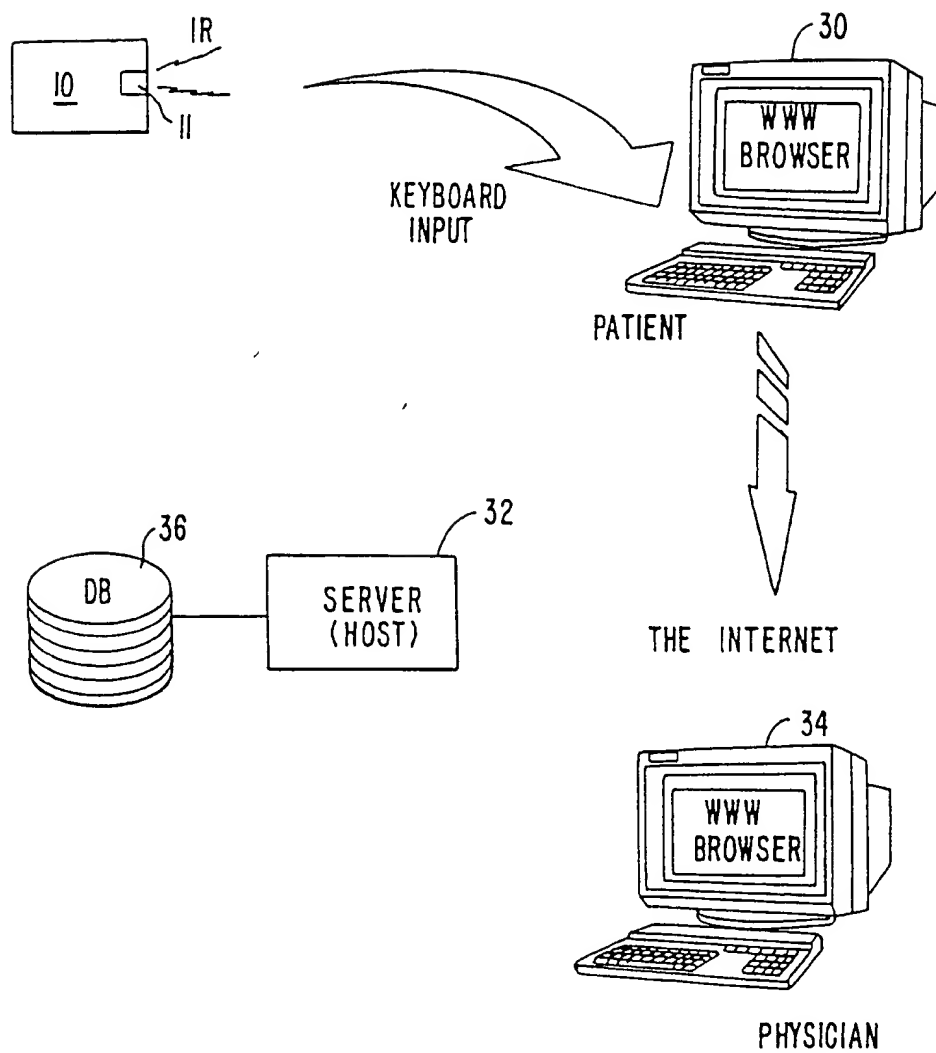 IR
10
11
KEYBOARD
INPUT
30
WWW
BROWSER
PATIENT
36
DB
32
SERVER
(HOST)
THE INTERNET
34
WWW
BROWSER
PHYSICIAN